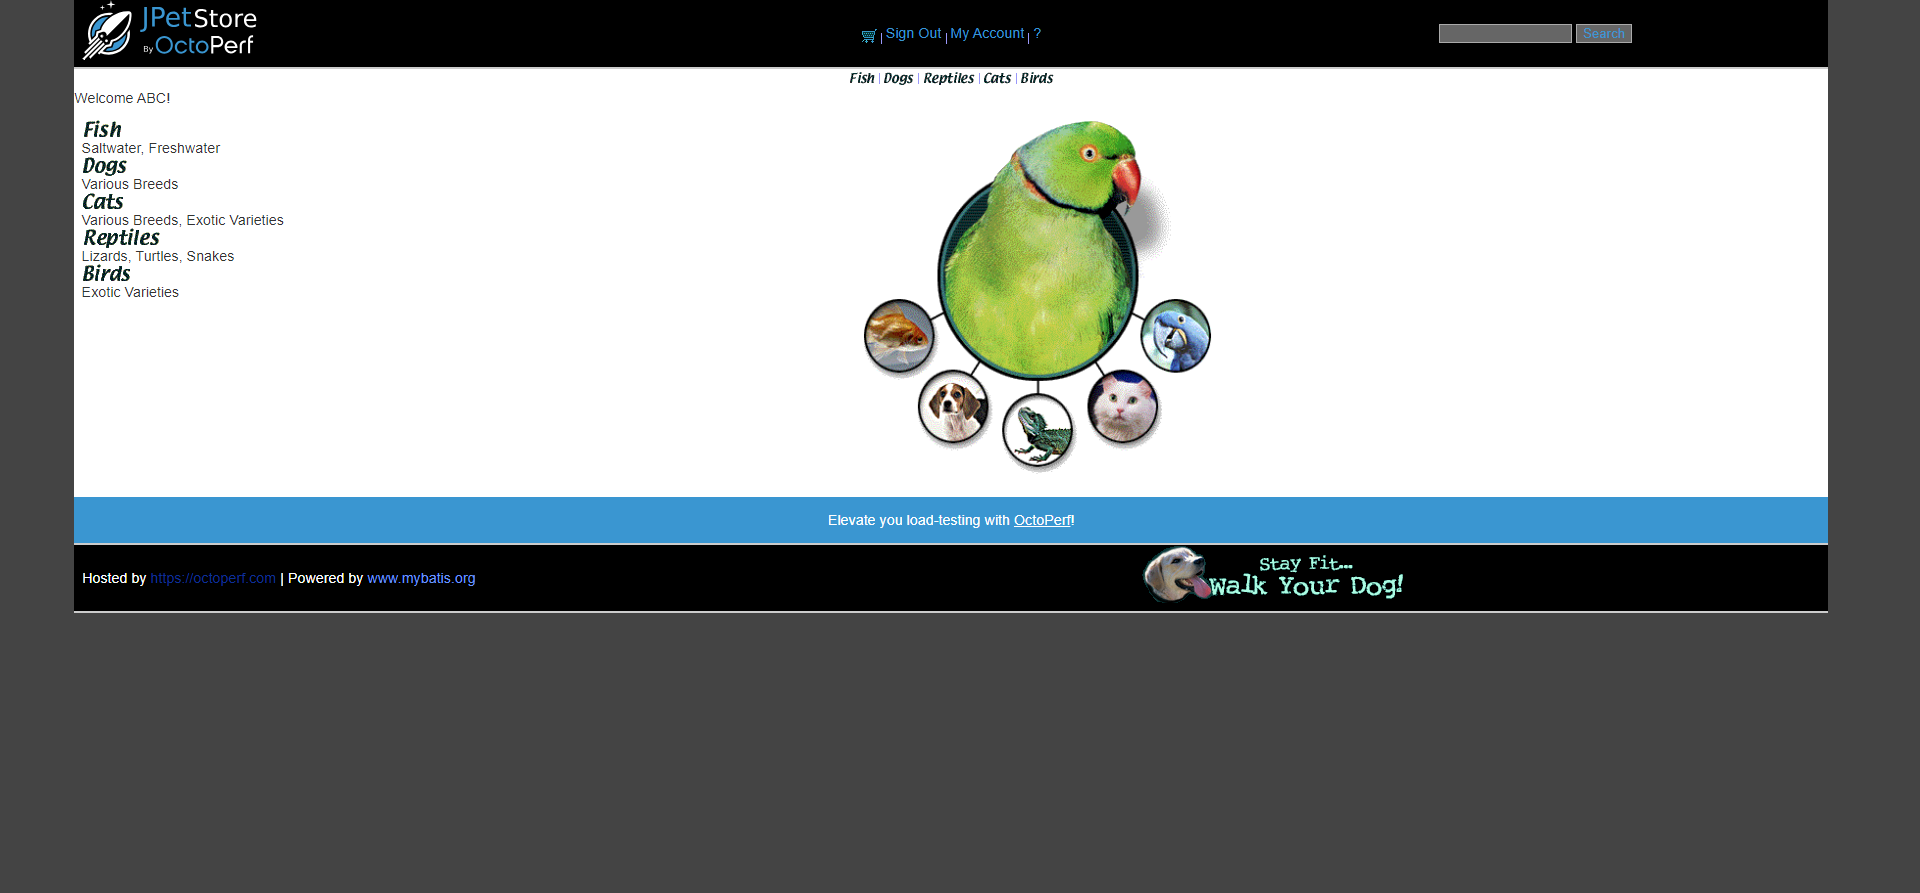 JPetStore
By OctoPerf
Sign Out | My Account | ?
Search
Fish | Dogs | Reptiles | Cats | Birds
Welcome ABC!
Fish
Saltwater, Freshwater
Dogs
Various Breeds
Cats
Various Breeds, Exotic Varieties
Reptiles
Lizards, Turtles, Snakes
Birds
Exotic Varieties
Elevate you load-testing with OctoPerf!
Hosted by https://octoperf.com | Powered by www.mybatis.org
Stay Fit...
Walk Your Dog!